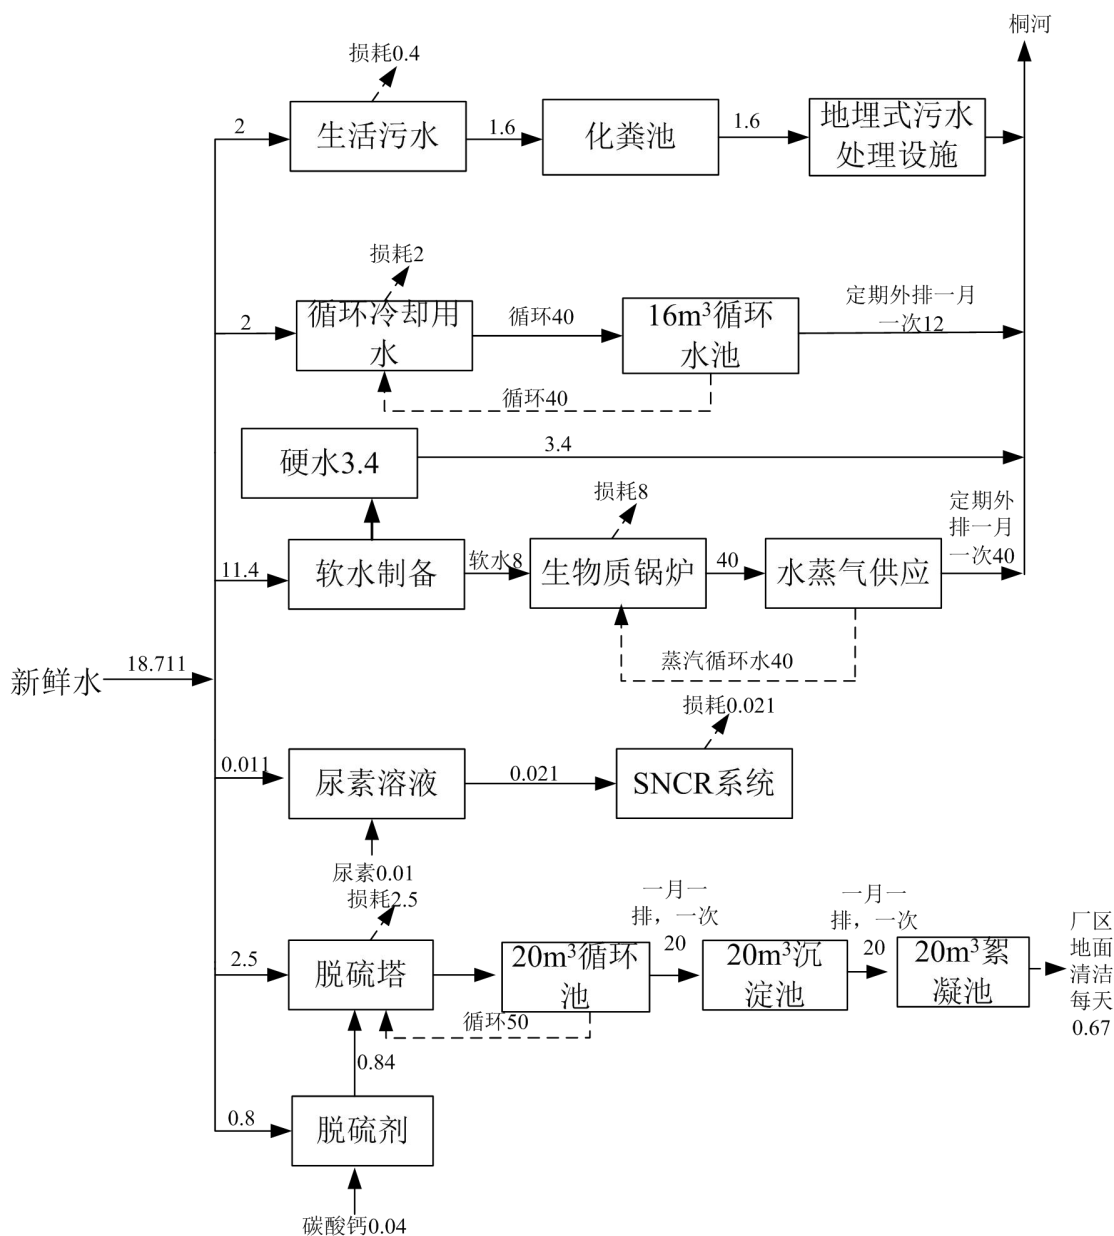 桐河
损耗0.4
2
生活污水
1.6
化粪池
1.6
地埋式污水
处理设施
损耗2
2
循环冷却用
水
循环40
16m³循环
水池
定期外排一月
一次12
循环40
硬水3.4
3.4
11.4
软水制备
软水8
损耗8
生物质锅炉
40
水蒸气供应
定期外
排一月
一次40
蒸汽循环水40
新鲜水
18.711
0.011
尿素溶液
0.021
损耗0.021
SNCR系统
尿素0.01
损耗2.5
2.5
脱硫塔
20m³循环
池
循环50
一月一
排，一次
20
20m³沉
淀池
一月一
排，一次
20
20m³絮
凝池
厂区
地面
清洁
每天
0.67
0.84
0.8
脱硫剂
碳酸钙0.04